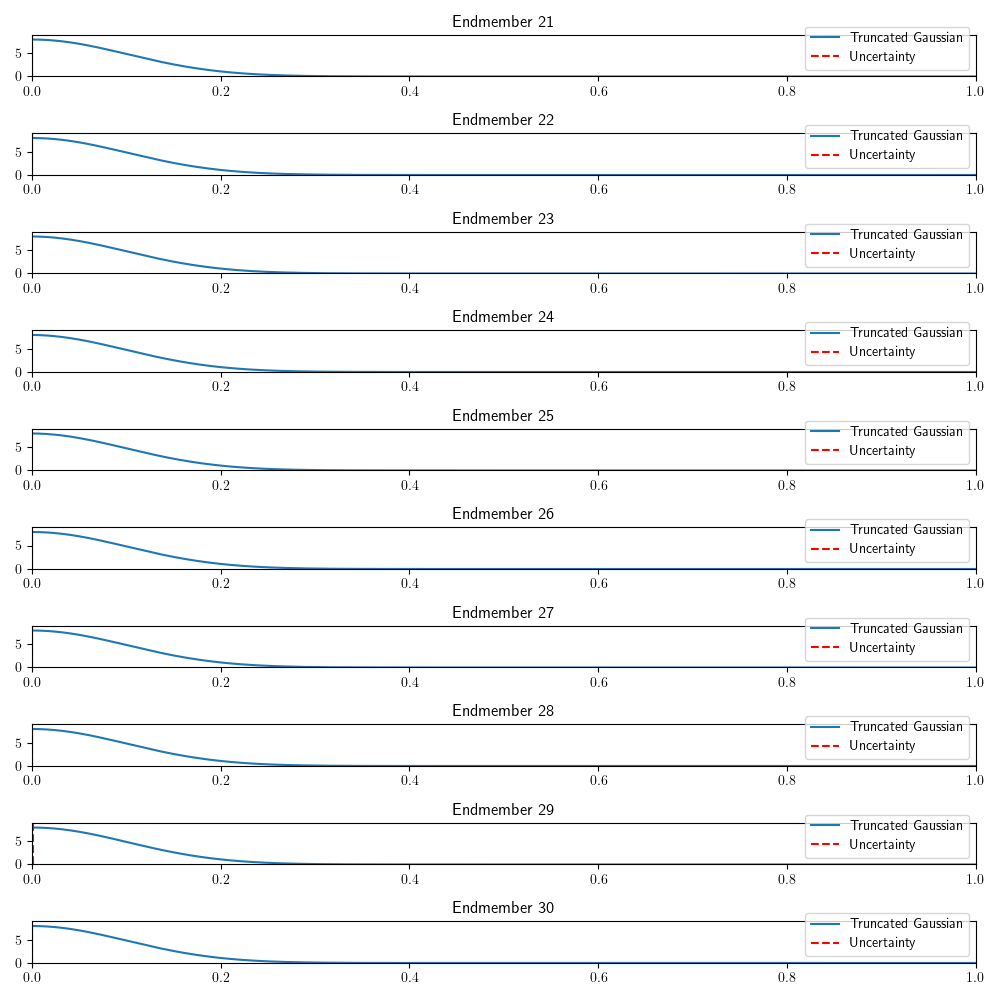 Endmember 21
Truncated Gaussian
Uncertainty
5
0
0.0 0.2 0.4 0.6 0.8 1.0
Endmember 22
Truncated Gaussian
Uncertainty
5
0
0.0 0.2 0.4 0.6 0.8 1.0
Endmember 23
Truncated Gaussian
Uncertainty
5
0
0.0 0.2 0.4 0.6 0.8 1.0
Endmember 24
Truncated Gaussian
Uncertainty
5
0
0.0 0.2 0.4 0.6 0.8 1.0
Endmember 25
Truncated Gaussian
Uncertainty
5
0
0.0 0.2 0.4 0.6 0.8 1.0
Endmember 26
Truncated Gaussian
Uncertainty
5
0
0.0 0.2 0.4 0.6 0.8 1.0
Endmember 27
Truncated Gaussian
Uncertainty
5
0
0.0 0.2 0.4 0.6 0.8 1.0
Endmember 28
Truncated Gaussian
Uncertainty
5
0
0.0 0.2 0.4 0.6 0.8 1.0
Endmember 29
Truncated Gaussian
Uncertainty
5
0
0.0 0.2 0.4 0.6 0.8 1.0
Endmember 30
Truncated Gaussian
Uncertainty
5
0
0.0 0.2 0.4 0.6 0.8 1.0